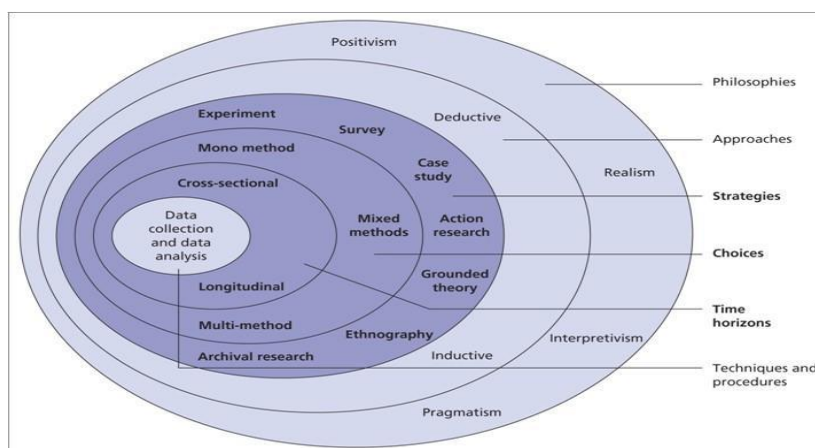 Positivism
Philosophies
Experiment
Deductive
Survey
Approaches
Mono method
Case
study
Realism
Cross-sectional
Strategies
Data
collection
and data
analysis
Mixed
methods
Action
research
Choices
Grounded
theory
Longitudinal
Time
horizons
Multi-method
Ethnography
Interpretivism
Archival research
Inductive
Techniques and
procedures
Pragmatism